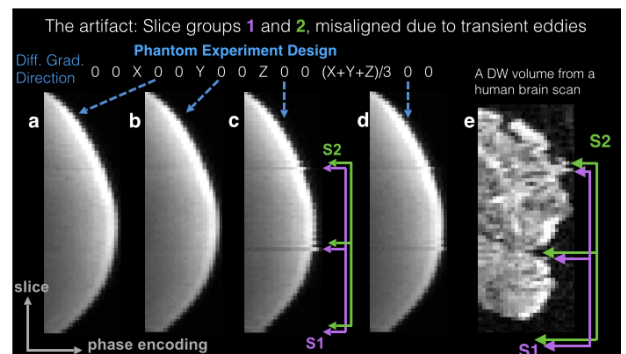 The artifact: Slice groups 1 and 2, misaligned due to transient eddies
Phantom Experiment Design
Diff. Grad.
Direction
0 0 X 0 0 Y 0 0 Z 0 0 (X+Y+Z)/3 0 0
A DW volume from a
human brain scan
a b c d e
S2
S2
slice
phase encoding
S1
S1